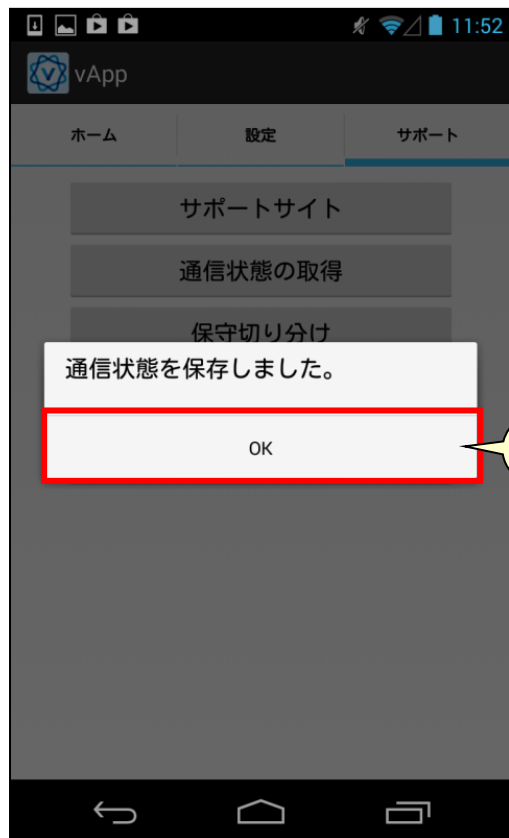 11:52
vApp
ホーム 設定 サポート
サポートサイト
通信状態の取得
保守切り分け
通信状態を保存しました。
OK